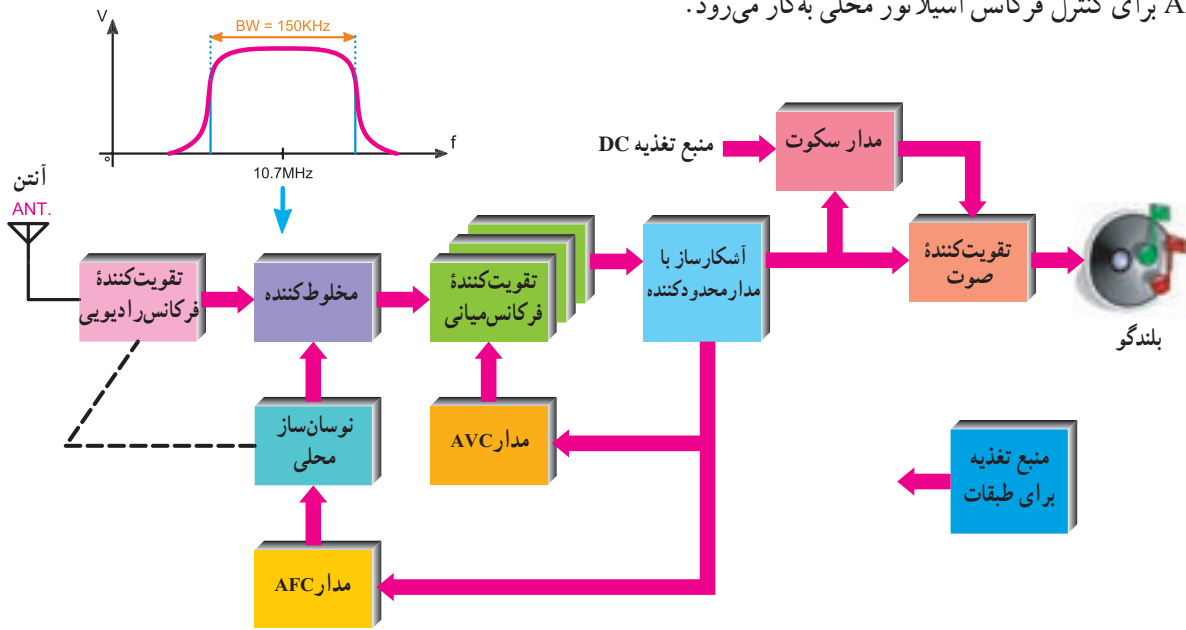 برای کنترل فرکانس اسیلاتور محلی به‌کار می‌رود.
V
BW = 150KHz
f
10.7MHz
آنتن
ANT.
تقویت‌کنندهٔ
فرکانس‌رادیویی
مخلوط‌کننده
تقویت‌کنندهٔ
فرکانس‌میانی
آشکارساز با
مدارمحدودکننده
منبع تغذیه DC
مدار سکوت
تقویت‌کنندهٔ
صوت
بلندگو
نوسان‌ساز
محلی
مدار AVC
مدار AFC
منبع تغذیه
برای طبقات